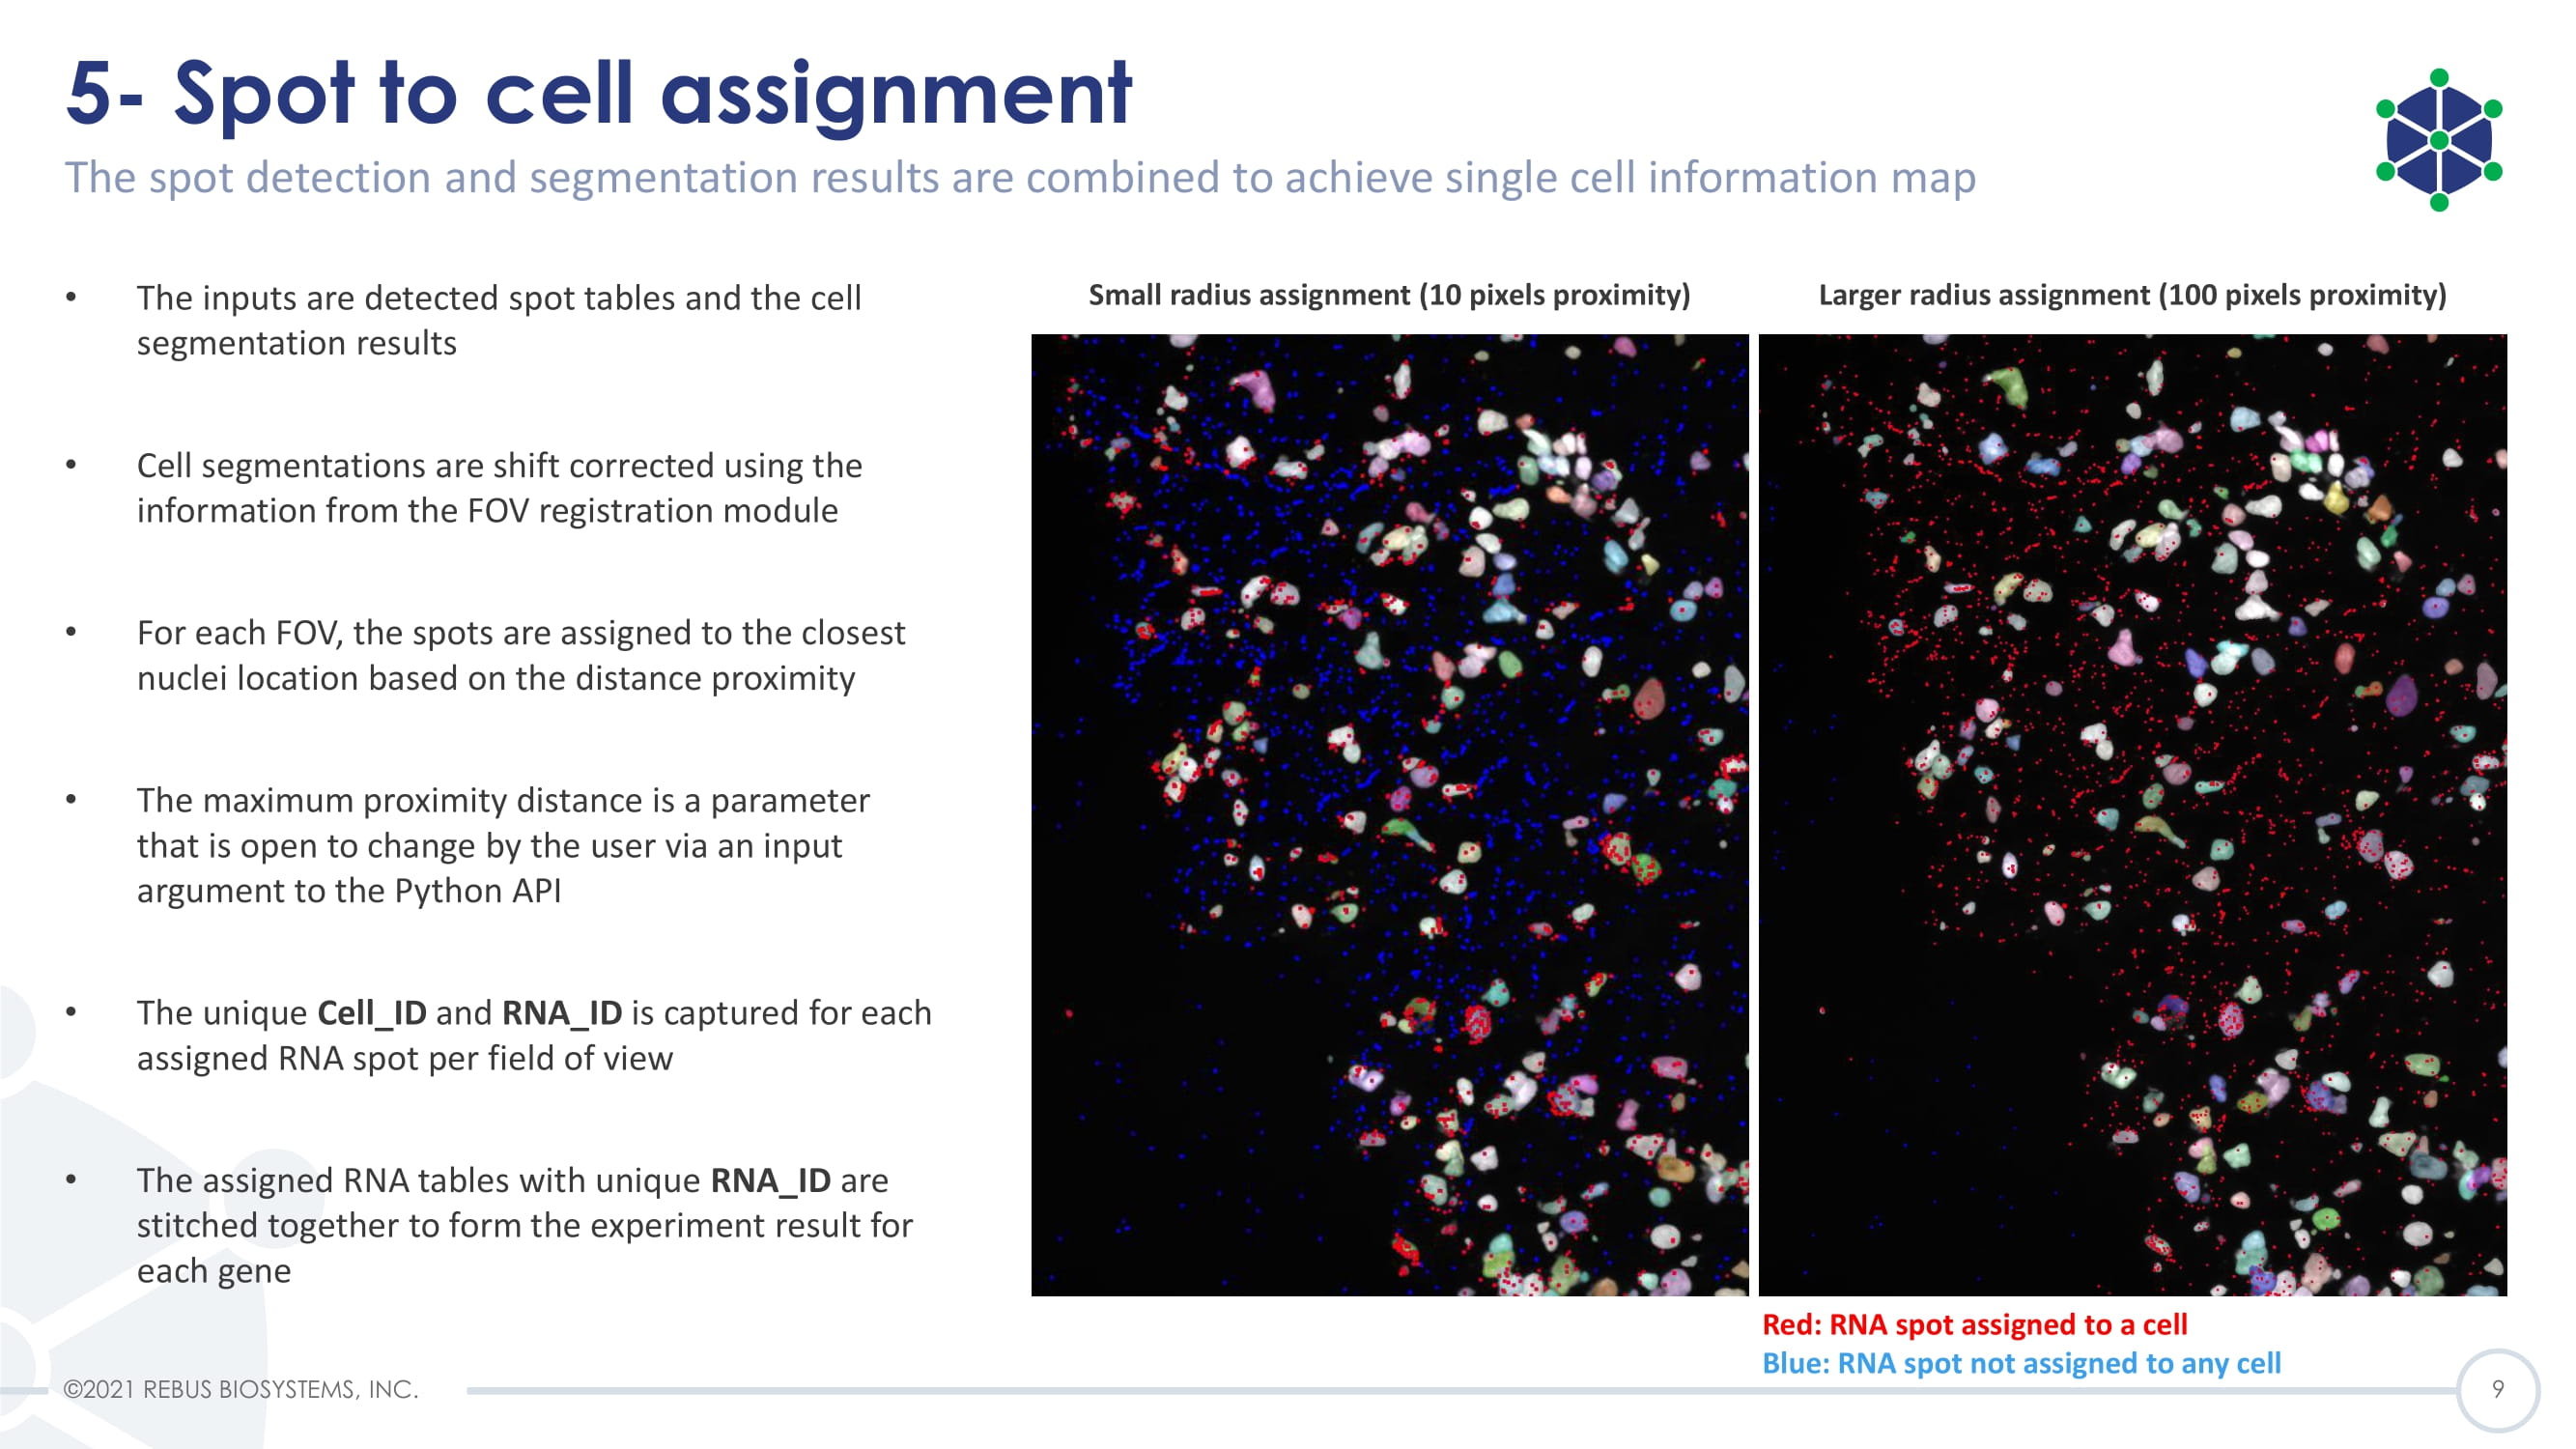 5- Spot to cell assignment
The spot detection and segmentation results are combined to achieve single cell information map
• The inputs are detected spot tables and the cell
segmentation results
• Cell segmentations are shift corrected using the
information from the FOV registration module
• For each FOV, the spots are assigned to the closest
nuclei location based on the distance proximity
• The maximum proximity distance is a parameter
that is open to change by the user via an input
argument to the Python API
• The unique Cell_ID and RNA_ID is captured for each
assigned RNA spot per field of view
• The assigned RNA tables with unique RNA_ID are
stitched together to form the experiment result for
each gene
Small radius assignment (10 pixels proximity)
Larger radius assignment (100 pixels proximity)
Red: RNA spot assigned to a cell
Blue: RNA spot not assigned to any cell
©2021 REBUS BIOSYSTEMS, INC.
9